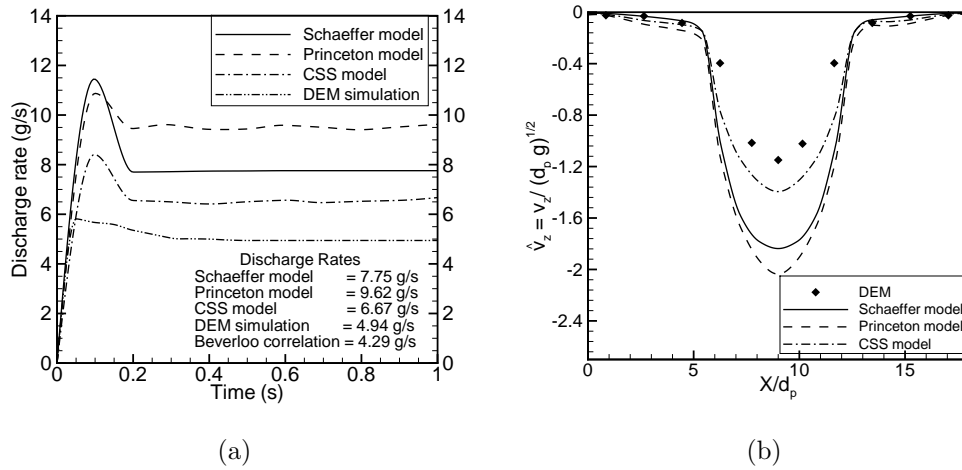 14
12
10
8
6
4
2
0
Discharge rate (g/s)
14
12
10
8
6
4
2
0
Schaeffer model
Princeton model
CSS model
DEM simulation
Discharge Rates
Schaeffer model = 7.75 g/s
Princeton model = 9.62 g/s
CSS model = 6.67 g/s
DEM simulation = 4.94 g/s
Beverloo correlation = 4.29 g/s
0 0.2 0.4 0.6 0.8 1
Time (s)
(a)
0
-0.4
-0.8
-1.2
-1.6
-2
-2.4
v̂z = vz / (dp g)1/2
DEM
Schaeffer model
Princeton model
CSS model
0 5 10 15
X/dp
(b)